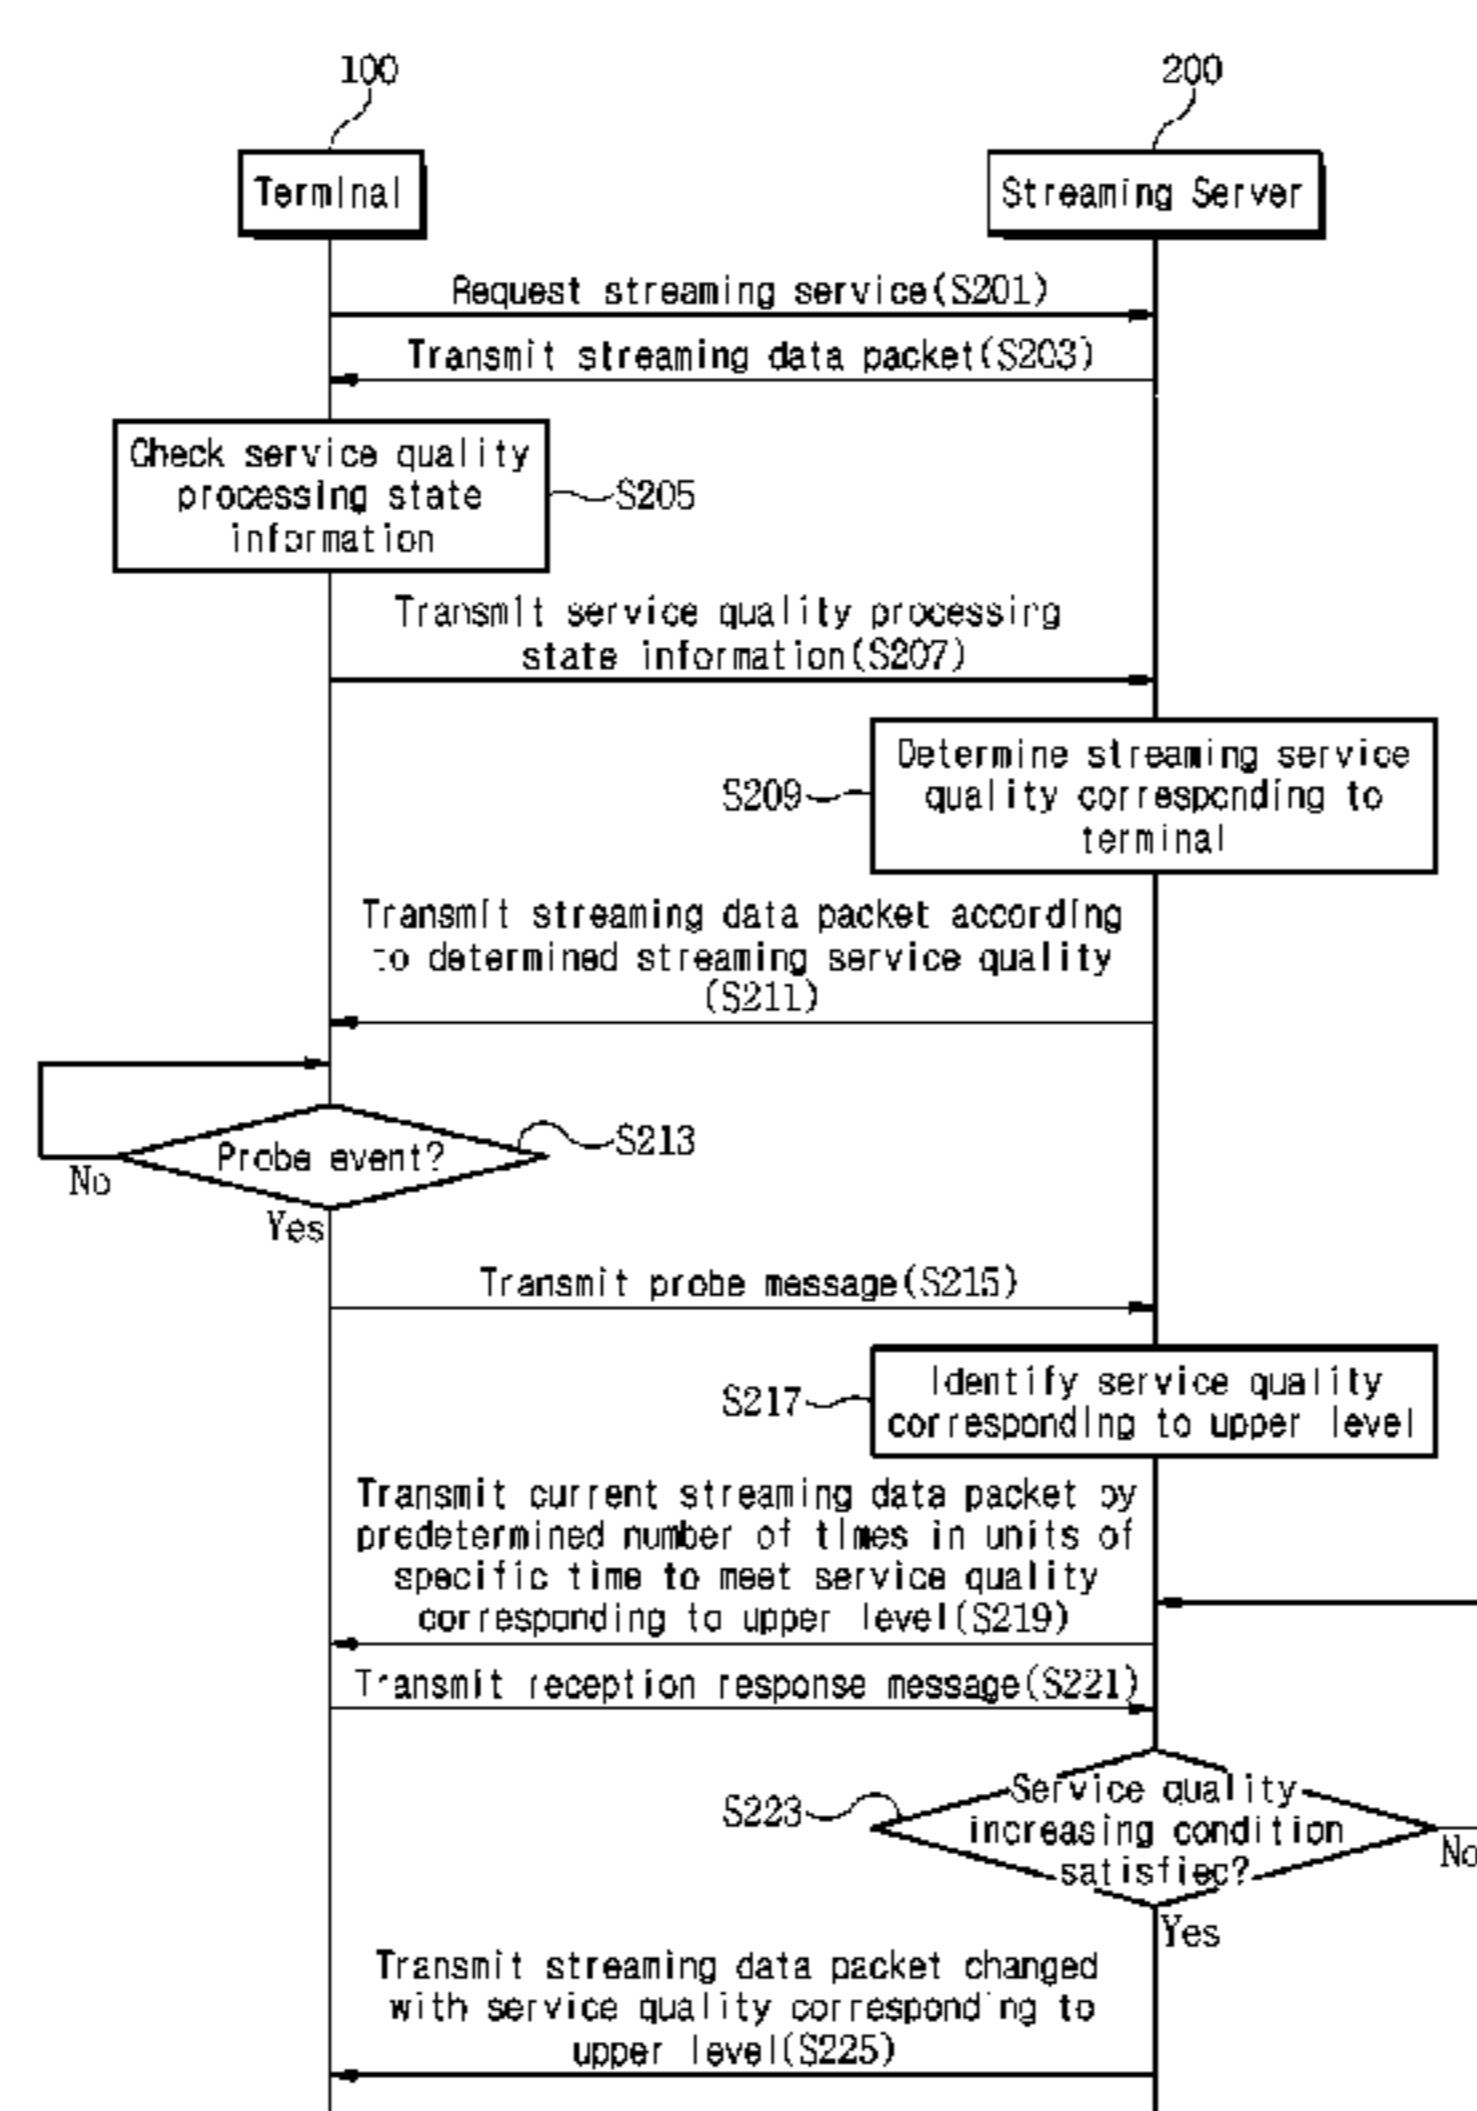 100
200
Terminal
Streaming Server
Request streaming service(S201)
Transmit streaming data packet(S203)
Check service quality
processing state
information
S205
Transmit service quality processing
state information(S207)
Determine streaming service
quality corresponding to
terminal
S209
Transmit streaming data packet according
to determined streaming service quality
(S211)
Probe event?
S213
No
Yes
Transmit probe message(S215)
Identify service quality
corresponding to upper level
S217
Transmit current streaming data packet by
predetermined number of times in units of
specific time to meet service quality
corresponding to upper level(S219)
Transmit reception response message(S221)
Service quality
increasing condition
satisfied?
S223
No
Yes
Transmit streaming data packet changed
with service quality corresponding to
upper level(S225)